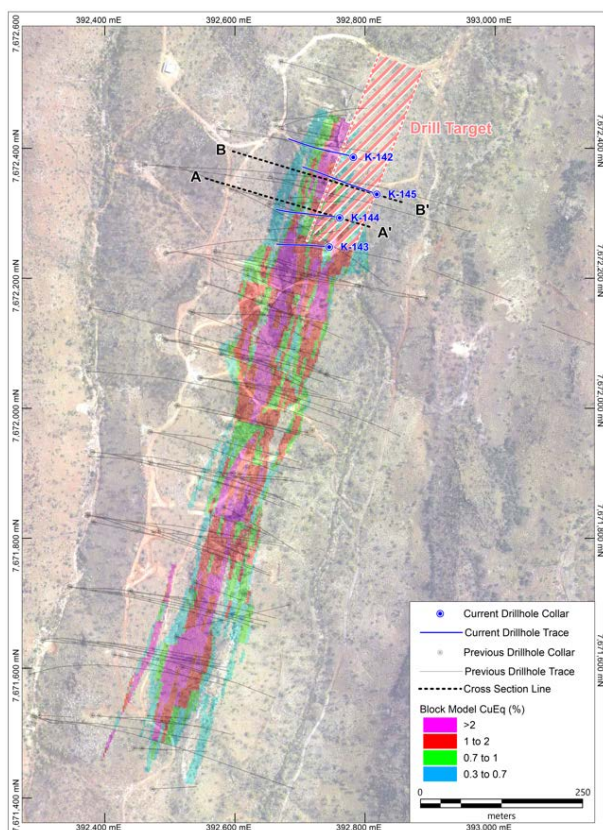 392,400 mE
392,600 mE
392,800 mE
393,000 mE
7,672,600 mN
7,672,400 mN
7,672,400 mN
7,672,200 mN
7,672,200 mN
7,672,000 mN
7,672,000 mN
7,671,800 mN
7,671,800 mN
7,671,600 mN
7,671,600 mN
7,671,400 mN
Drill Target
B
K-142
A
K-145
B'
K-144
A'
K-143
Current Drillhole Collar
Current Drillhole Trace
Previous Drillhole Collar
Previous Drillhole Trace
Cross Section Line
Block Model CuEq (%)
>2
1 to 2
0.7 to 1
0.3 to 0.7
0
250
meters
392,400 mE
392,600 mE
392,800 mE
393,000 mE